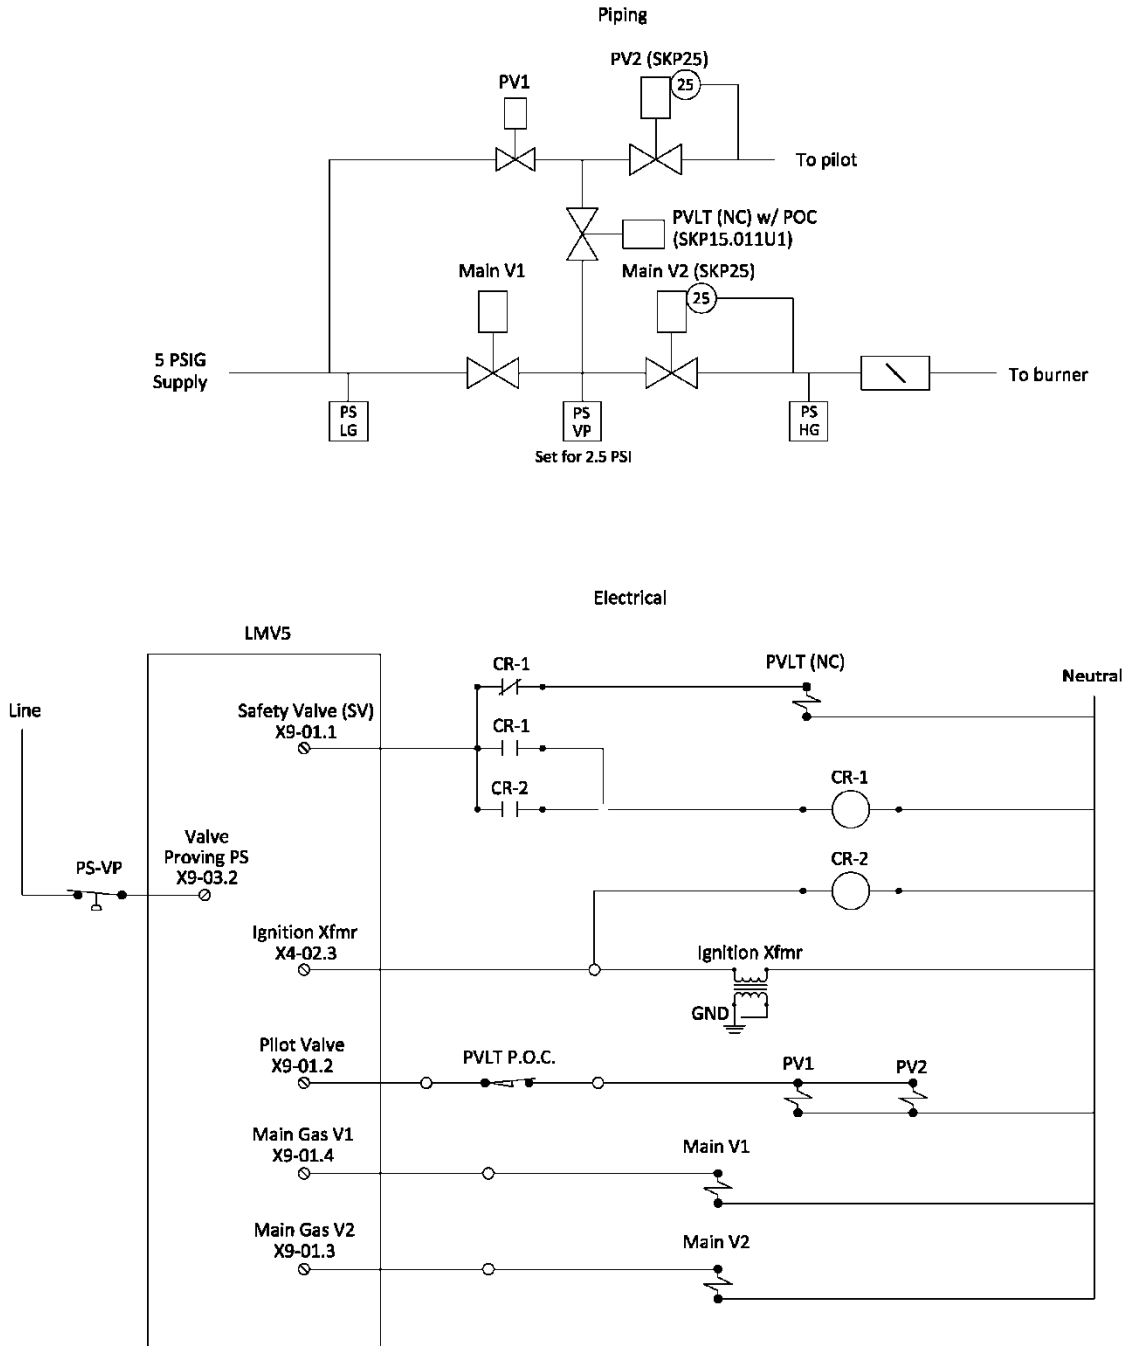 Piping
PV2 (SKP25)
PV1
25
To pilot
PVLT (NC) w/ POC
(SKP15.011U1)
Main V1
Main V2 (SKP25)
25
5 PSIG
Supply
To burner
PS
LG
PS
VP
PS
HG
Set for 2.5 PSI
Electrical
LMV5
CR-1
PVLT (NC)
Neutral
Line
Safety Valve (SV)
X9-01.1
CR-1
CR-2
CR-1
Valve
Proving PS
X9-03.2
PS-VP
CR-2
Ignition Xfmr
X4-02.3
Ignition Xfmr
GND
Pilot Valve
X9-01.2
PVLT P.O.C.
PV1
PV2
Main Gas V1
X9-01.4
Main V1
Main Gas V2
X9-01.3
Main V2